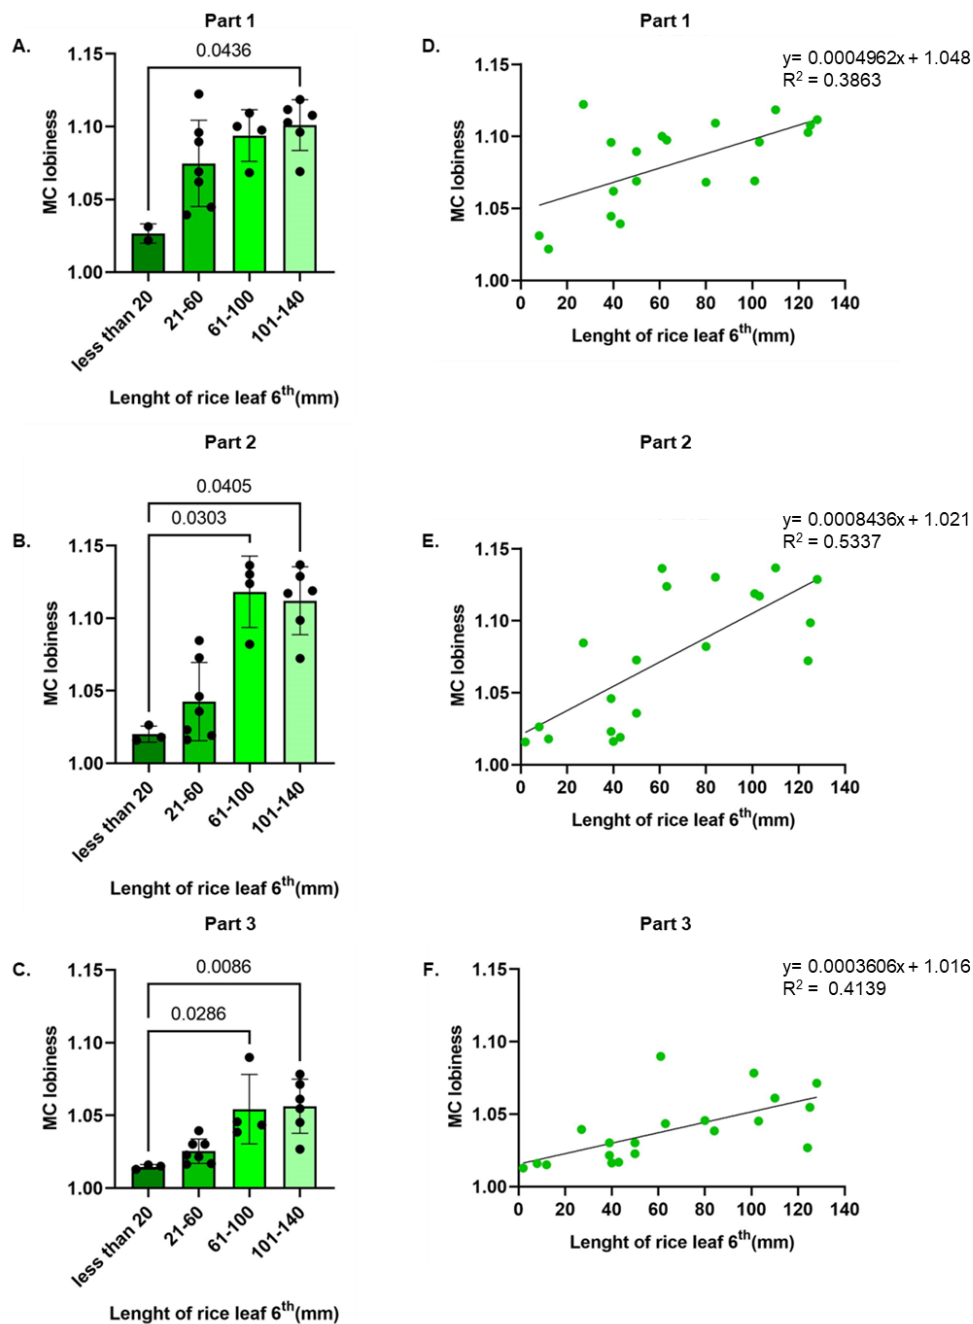 Part 1
A.
0.0436
1.15
1.10
1.05
1.00
MC lobiness
less than 20
21-60
61-100
101-140
Lenght of rice leaf 6th(mm)
Part 1
D.
y= 0.0004962x + 1.048
R2 = 0.3863
1.15
1.10
1.05
1.00
MC lobiness
0 20 40 60 80 100 120 140
Lenght of rice leaf 6th(mm)
Part 2
B.
0.0405
0.0303
1.15
1.10
1.05
1.00
MC lobiness
less than 20
21-60
61-100
101-140
Lenght of rice leaf 6th(mm)
Part 2
E.
y= 0.0008436x + 1.021
R2 = 0.5337
1.15
1.10
1.05
1.00
MC lobiness
0 20 40 60 80 100 120 140
Lenght of rice leaf 6th(mm)
Part 3
C.
0.0086
0.0286
1.15
1.10
1.05
1.00
MC lobiness
less than 20
21-60
61-100
101-140
Lenght of rice leaf 6th(mm)
Part 3
F.
y= 0.0003606x + 1.016
R2 = 0.4139
1.15
1.10
1.05
1.00
MC lobiness
0 20 40 60 80 100 120 140
Lenght of rice leaf 6th(mm)